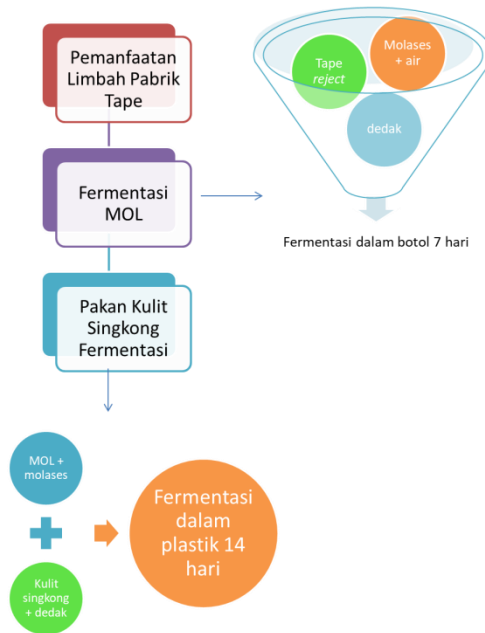 Pemanfaatan
Limbah Pabrik
Tape
Fermentasi
MOL
Pakan Kulit
Singkong
Fermentasi
Tape
reject
Molases
+ air
dedak
Fermentasi dalam botol 7 hari
MOL +
molases
Kulit
singkong
+ dedak
Fermentasi
dalam
plastik 14
hari